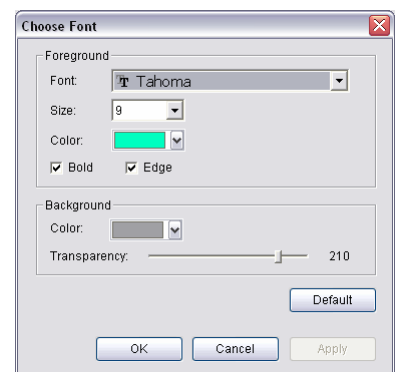 Choose Font
Foreground
Font: Tahoma
Size: 9
Color:
Bold Edge
Background
Color:
Transparency: 210
Default
OK Cancel Apply